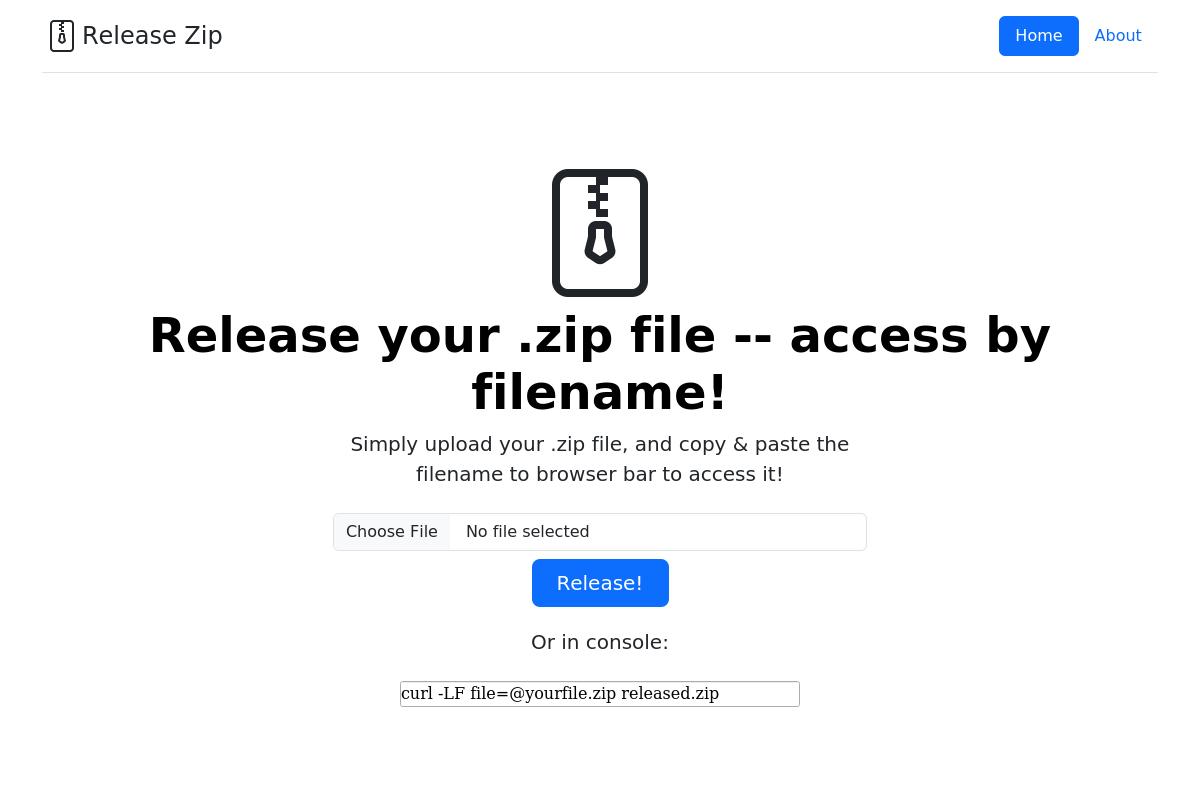 Release Zip
Home
About
Release your .zip file -- access by
filename!
Simply upload your .zip file, and copy & paste the
filename to browser bar to access it!
Choose File
No file selected
Release!
Or in console:
curl -LF file=@yourfile.zip released.zip